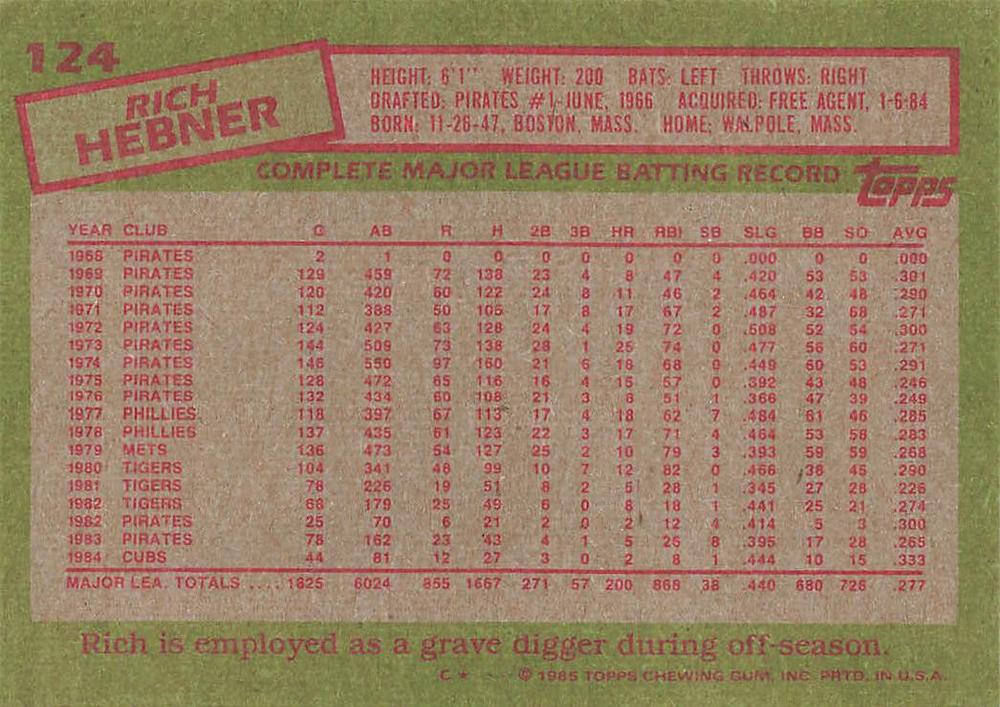 124
RICH
HEBNER
HEIGHT: 6'1" WEIGHT: 200 BATS: LEFT THROWS: RIGHT
DRAFTED: PIRATES #1-JUNE, 1966 ACQUIRED: FREE AGENT, 1-6-84
BORN: 11-26-47, BOSTON, MASS. HOME: WALPOLE, MASS.
COMPLETE MAJOR LEAGUE BATTING RECORD topps
YEAR CLUB G AB R H 2B 3B HR RBI SB SLG BB SO AVG
1968 PIRATES 2 1 0 0 0 0 0 0 0 .000 0 0 .000
1969 PIRATES 129 459 72 138 23 4 8 47 4 .420 53 53 .301
1970 PIRATES 120 420 60 122 24 8 11 46 2 .464 42 48 .290
1971 PIRATES 112 388 50 105 17 8 17 67 2 .487 32 68 .271
1972 PIRATES 124 427 63 128 24 4 19 72 0 .508 52 54 .300
1973 PIRATES 144 509 73 138 28 1 25 74 0 .477 56 60 .271
1974 PIRATES 146 550 97 160 21 6 18 68 0 .449 60 53 .291
1975 PIRATES 128 472 65 116 16 4 15 57 0 .392 43 48 .246
1976 PIRATES 132 434 60 108 21 3 8 51 1 .366 47 39 .249
1977 PHILLIES 118 397 67 113 17 4 18 62 7 .484 61 46 .285
1978 PHILLIES 137 435 61 123 22 3 17 71 4 .464 53 58 .283
1979 METS 136 473 54 127 25 2 10 79 3 .393 59 59 .268
1980 TIGERS 104 341 48 99 10 7 12 82 0 .466 38 45 .290
1981 TIGERS 78 226 19 51 8 2 5 28 1 .345 27 28 .226
1982 TIGERS 68 179 25 49 6 0 8 18 1 .441 25 21 .274
1982 PIRATES 25 70 6 21 2 0 2 12 4 .414 5 3 .300
1983 PIRATES 78 162 23 43 4 1 5 26 8 .395 17 28 .265
1984 CUBS 44 81 12 27 3 0 2 8 1 .444 10 15 .333
MAJOR LEA. TOTALS .... 1825 6024 855 1667 271 57 200 868 38 .440 680 726 .277
Rich is employed as a grave digger during off-season.
C * © 1985 TOPPS CHEWING GUM, INC. PRTD. IN U.S.A.